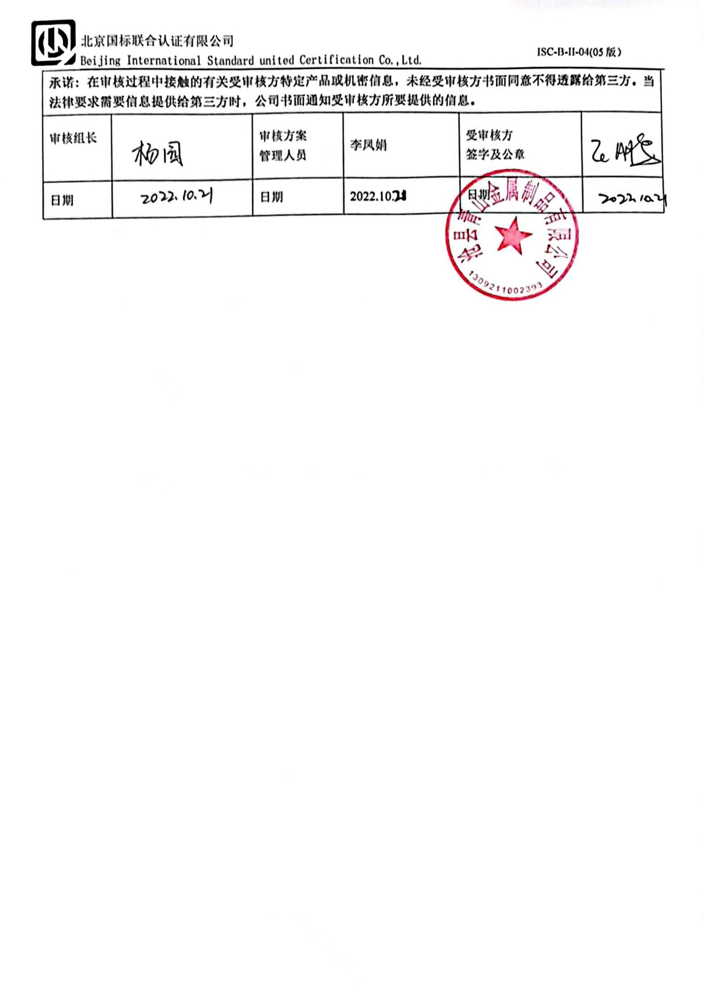 北京国标联合认证有限公司
Beijing International Standard united Certification Co.,Ltd.
ISC-B-II-04(05 版)
承诺：在审核过程中接触的有关受审核方特定产品或机密信息，未经受审核方书面同意不得透露给第三方。当
法律要求需要信息提供给第三方时，公司书面通知受审核方所要提供的信息。
审核组长
杨园
审核方案
管理人员
李凤娟
受审核方
签字及公章
日期
2022.10.21
日期
2022.10.21
日期
2022.10.21
沧县青山金属制品有限公司
1309211002393